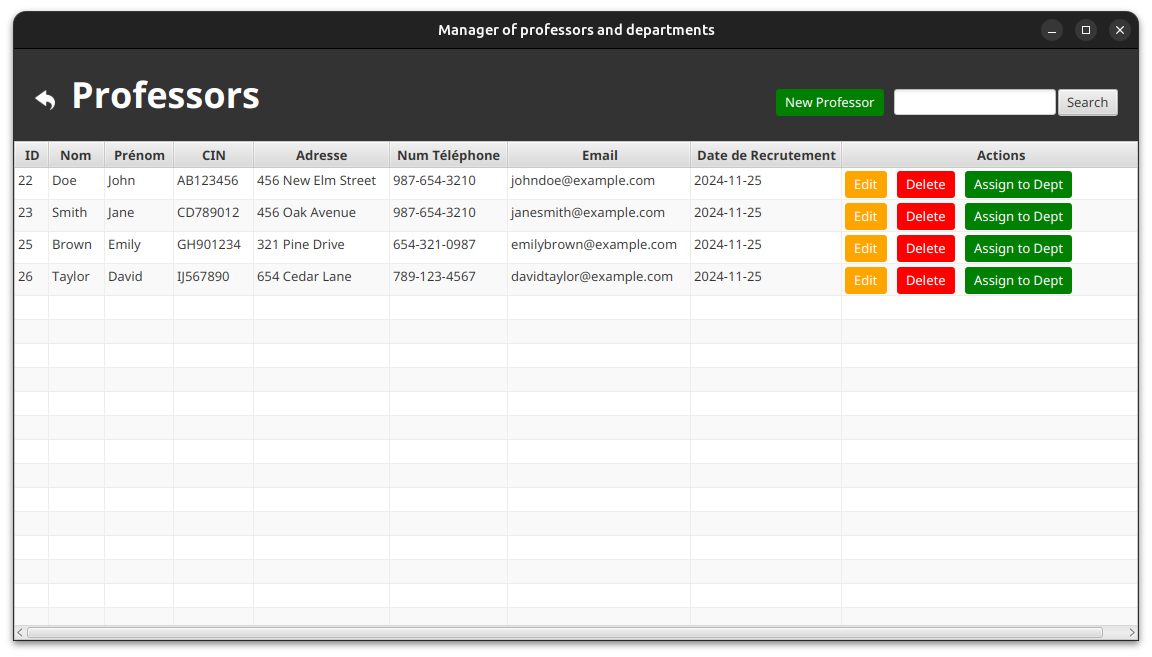 Manager of professors and departments
Professors
New Professor Search
ID Nom Prénom CIN Adresse Num Téléphone Email Date de Recrutement Actions
22 Doe John AB123456 456 New Elm Street 987-654-3210 johndoe@example.com 2024-11-25 Edit Delete Assign to Dept
23 Smith Jane CD789012 456 Oak Avenue 987-654-3210 janesmith@example.com 2024-11-25 Edit Delete Assign to Dept
25 Brown Emily GH901234 321 Pine Drive 654-321-0987 emilybrown@example.com 2024-11-25 Edit Delete Assign to Dept
26 Taylor David IJ567890 654 Cedar Lane 789-123-4567 davidtaylor@example.com 2024-11-25 Edit Delete Assign to Dept